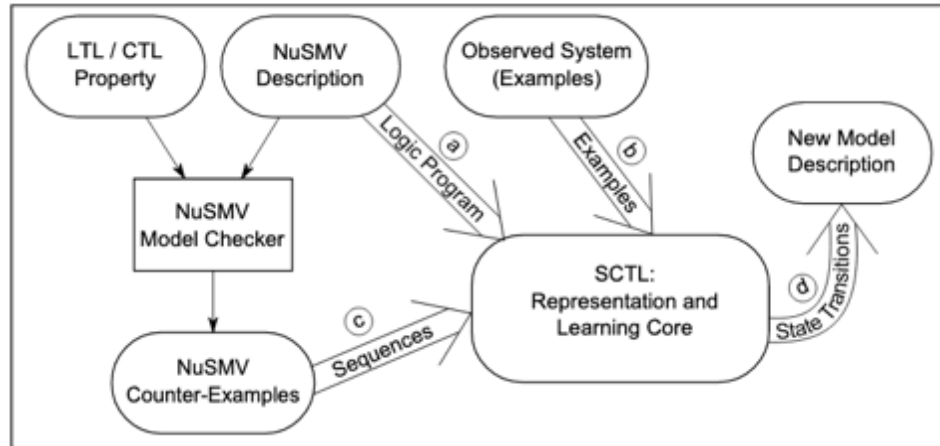 LTL / CTL
Property
NuSMV
Description
Observed System
(Examples)
New Model
Description
a
Logic Program
b
Examples
NuSMV
Model Checker
SCTL:
Representation and
Learning Core
c
Sequences
d
State Transitions
NuSMV
Counter-Examples